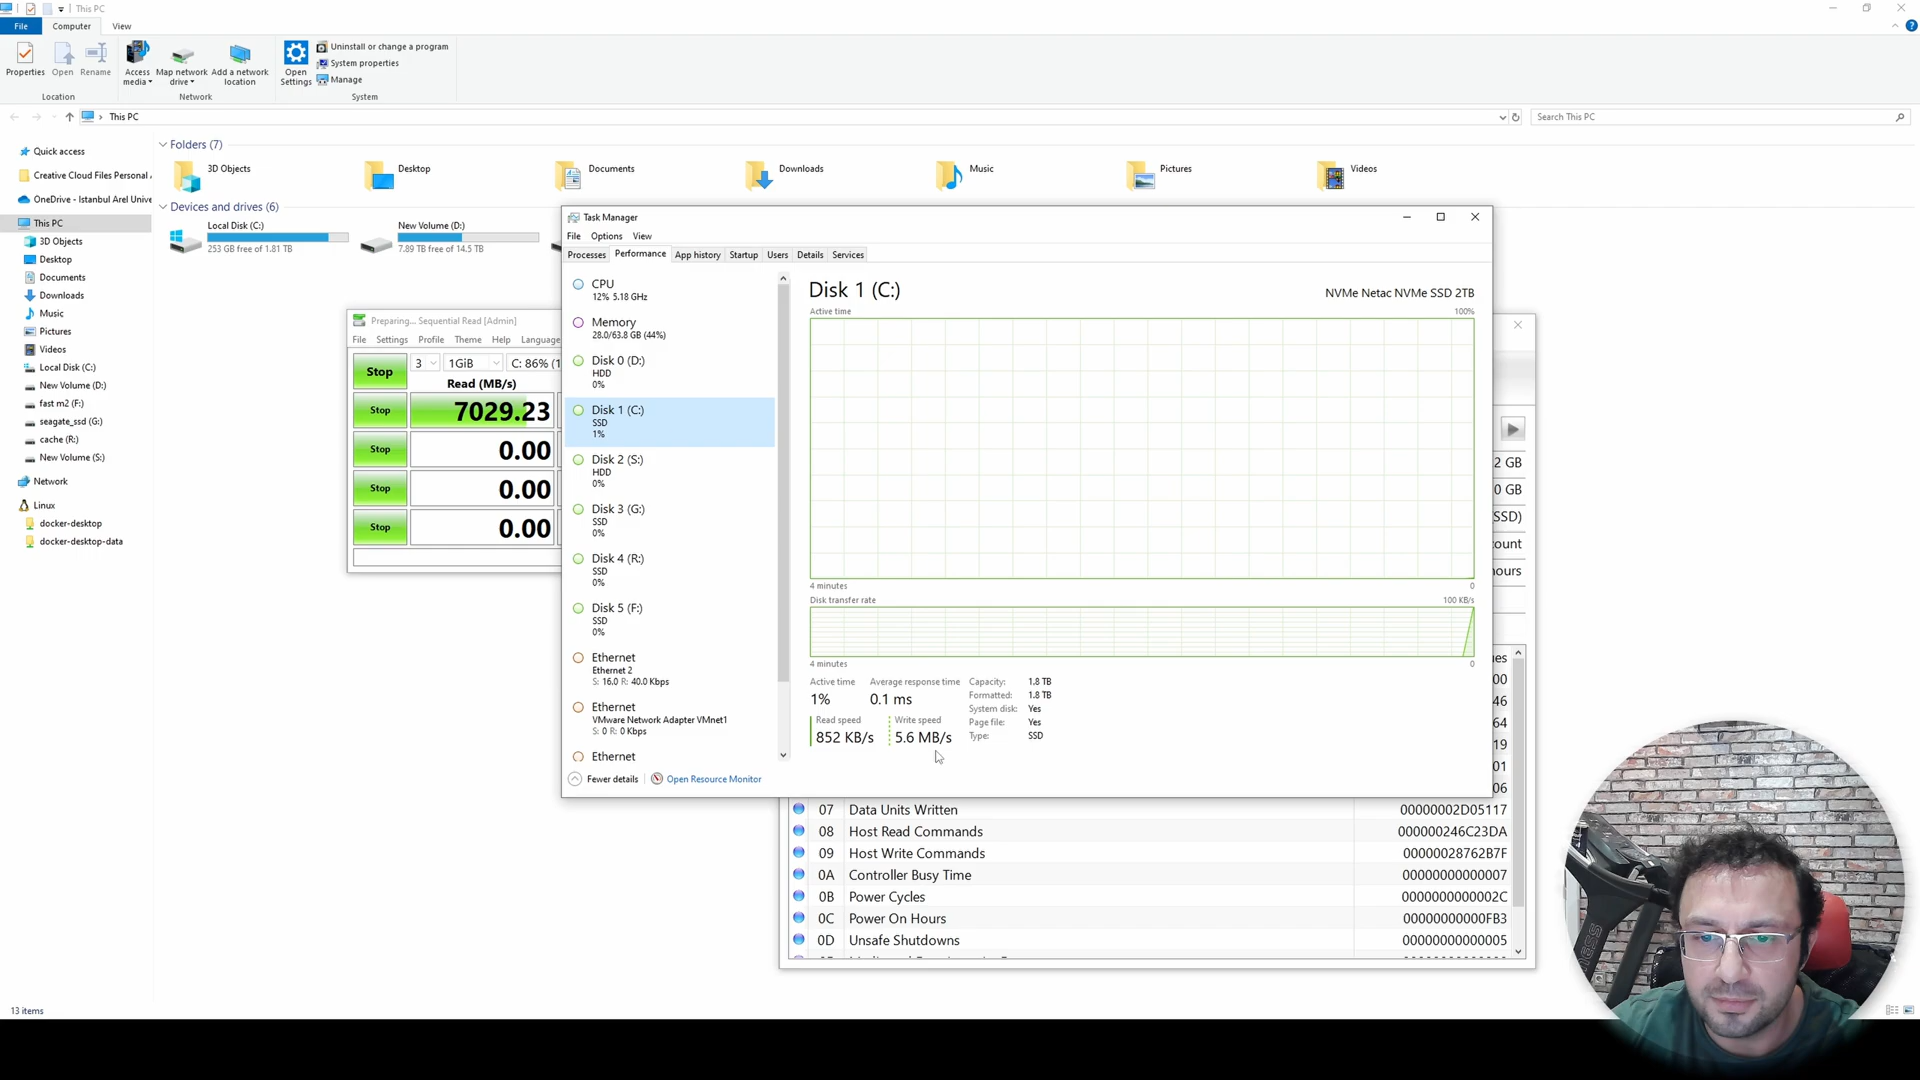 This PC
File
Computer
View
Properties
Open
Rename
Access media
Map network drive
Add a network location
Open Settings
Uninstall or change a program
System properties
Manage
Location
Network
System
This PC
Search This PC
Quick access
Creative Cloud Files Personal
OneDrive - Istanbul Arel Unive
This PC
3D Objects
Desktop
Documents
Downloads
Music
Pictures
Videos
Local Disk (C:)
New Volume (D:)
fast m2 (F:)
seagate_ssd (G:)
cache (R:)
New Volume (S:)
Network
Linux
docker-desktop
docker-desktop-data
13 items
Folders (7)
3D Objects
Desktop
Documents
Downloads
Music
Pictures
Videos
Devices and drives (6)
Local Disk (C:)
253 GB free of 1.81 TB
New Volume (D:)
7.89 TB free of 14.5 TB
Preparing... Sequential Read [Admin]
File Settings Profile Theme Help Language
Stop 3 1GiB C: 86% (1
Read (MB/s)
Stop 7029.23
Stop 0.00
Stop 0.00
Stop 0.00
Task Manager
File Options View
Processes Performance App history Startup Users Details Services
CPU
12% 5.18 GHz
Memory
28.0/63.8 GB (44%)
Disk 0 (D:)
HDD
0%
Disk 1 (C:)
SSD
1%
Disk 2 (S:)
HDD
0%
Disk 3 (G:)
SSD
0%
Disk 4 (R:)
SSD
0%
Disk 5 (F:)
SSD
0%
Ethernet
Ethernet 2
S: 16.0 R: 40.0 Kbps
Ethernet
VMware Network Adapter VMnet1
S: 0 R: 0 Kbps
Ethernet
Disk 1 (C:)
NVMe Netac NVMe SSD 2TB
Active time 100%
4 minutes 0
Disk transfer rate 100 KB/s
4 minutes 0
Active time
1%
Average response time
0.1 ms
Read speed
852 KB/s
Write speed
5.6 MB/s
Capacity: 1.8 TB
Formatted: 1.8 TB
System disk: Yes
Page file: Yes
Type: SSD
Fewer details
Open Resource Monitor
2 GB
0 GB
SSD)
ount
ours
es
00
46
64
19
01
06
07 Data Units Written 00000002D05117
08 Host Read Commands 000000246C23DA
09 Host Write Commands 00000028762B7F
0A Controller Busy Time 00000000000007
0B Power Cycles 0000000000002C
0C Power On Hours 00000000000FB3
0D Unsafe Shutdowns 00000000000005